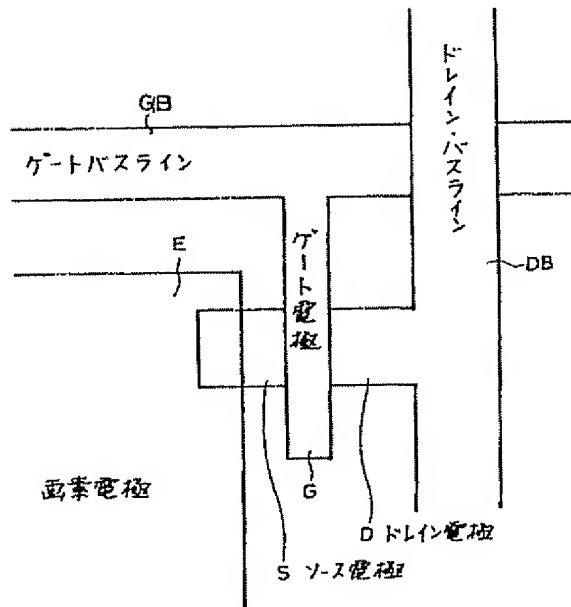 GB
ゲートバスライン
ドレイン・バスライン
E
ゲート電極
DB
画素電極
G
D ドレイン電極
S ソース電極